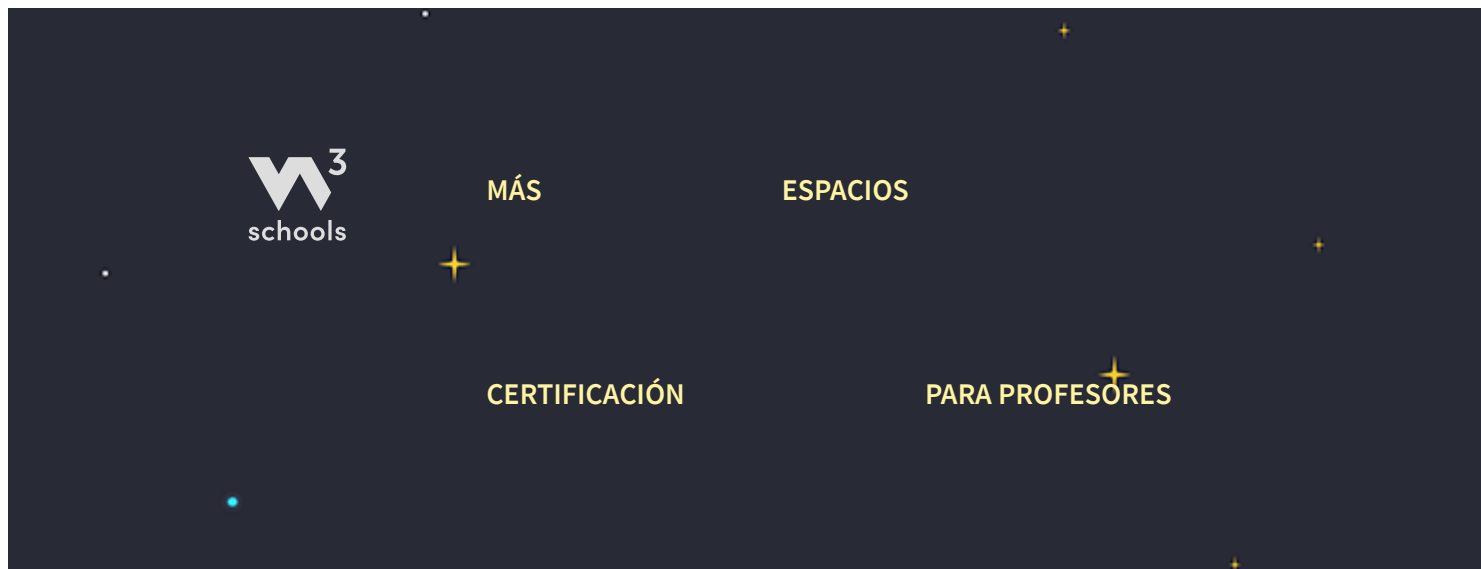 3
schools
MÁS
ESPACIOS
CERTIFICACIÓN
PARA PROFESORES